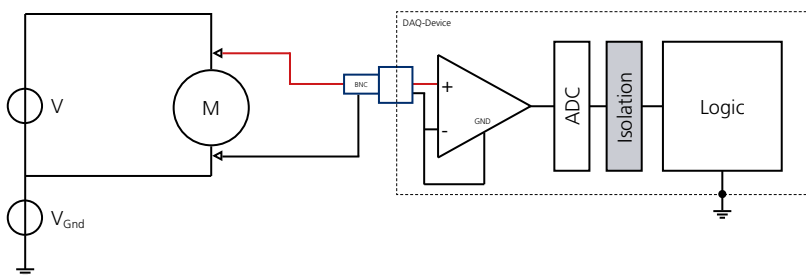 DAQ-Device
V
M
BNC
+
GND
-
ADC
Isolation
Logic
VGnd